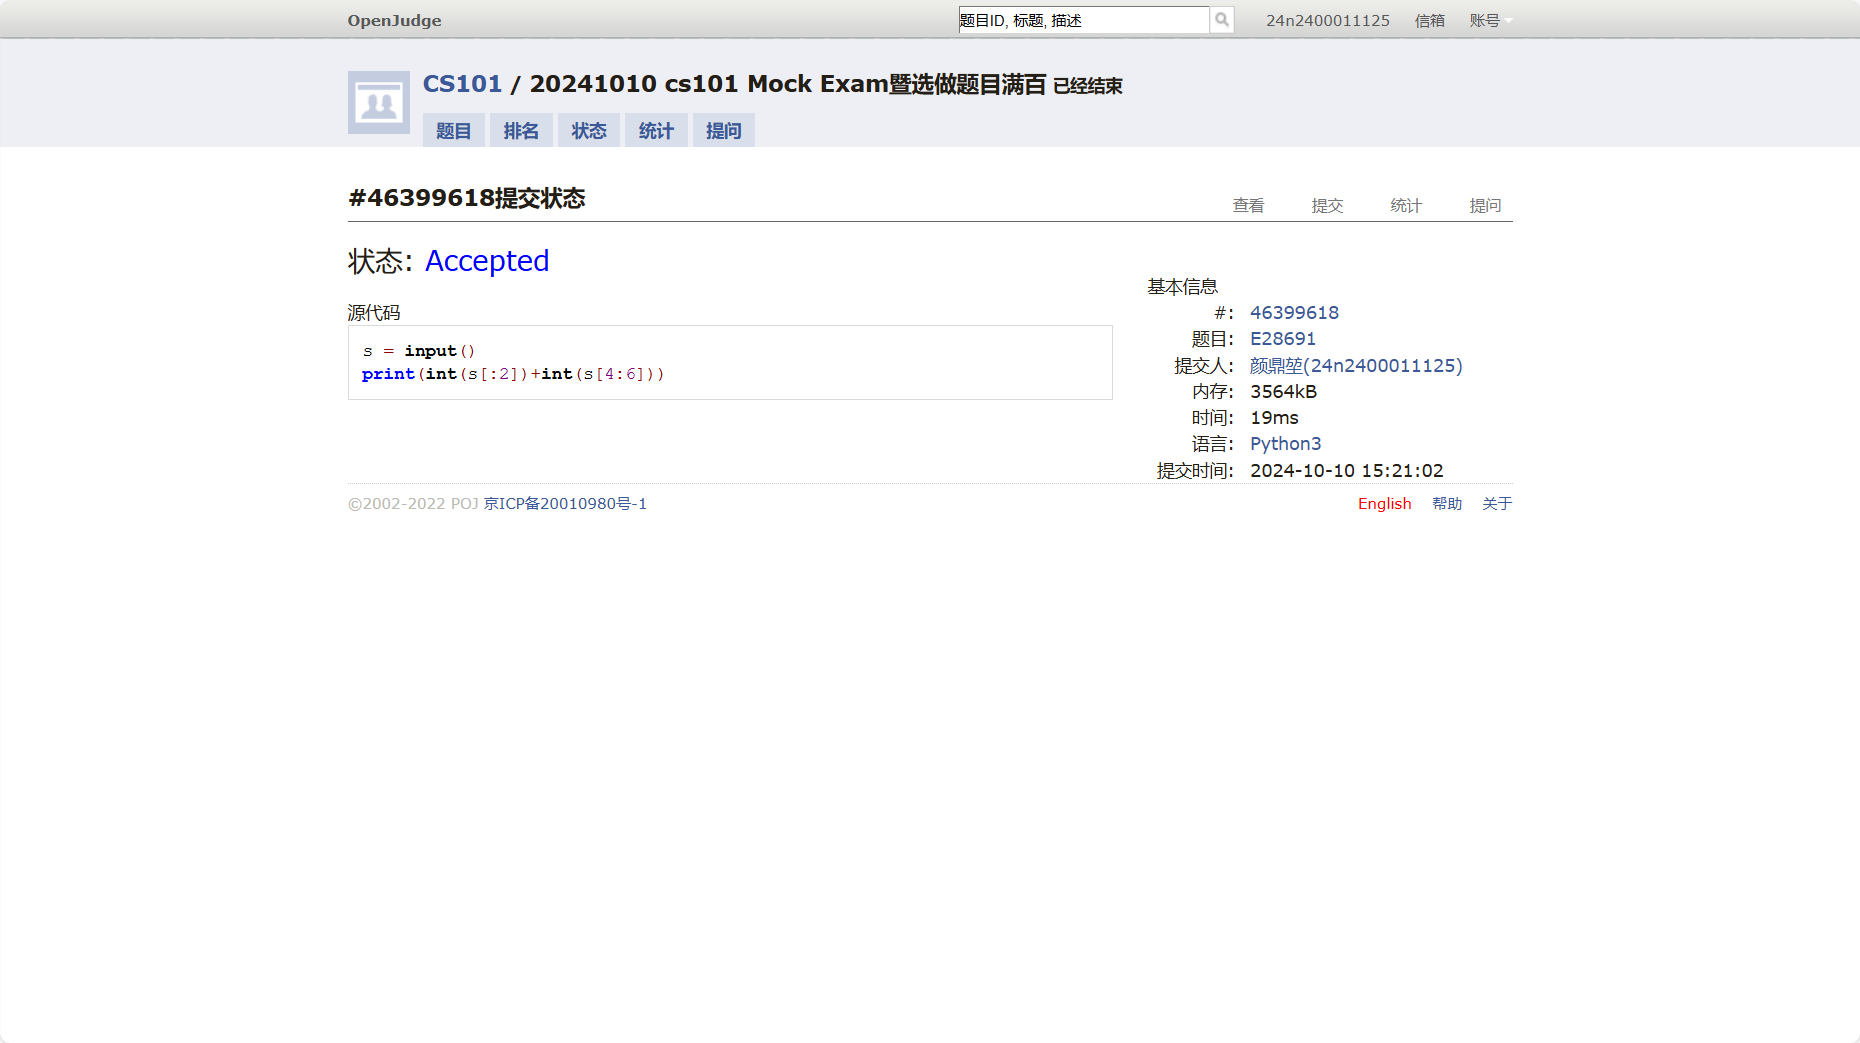 OpenJudge
题目ID, 标题, 描述
24n2400011125 信箱 账号
CS101 / 20241010 cs101 Mock Exam暨选做题目满百 已经结束
题目 排名 状态 统计 提问
#46399618提交状态
查看 提交 统计 提问
状态: Accepted
源代码
s = input()
print(int(s[:2])+int(s[4:6]))
基本信息
#: 46399618
题目: E28691
提交人: 颜鼎堃(24n2400011125)
内存: 3564kB
时间: 19ms
语言: Python3
提交时间: 2024-10-10 15:21:02
©2002-2022 POJ 京ICP备20010980号-1
English 帮助 关于